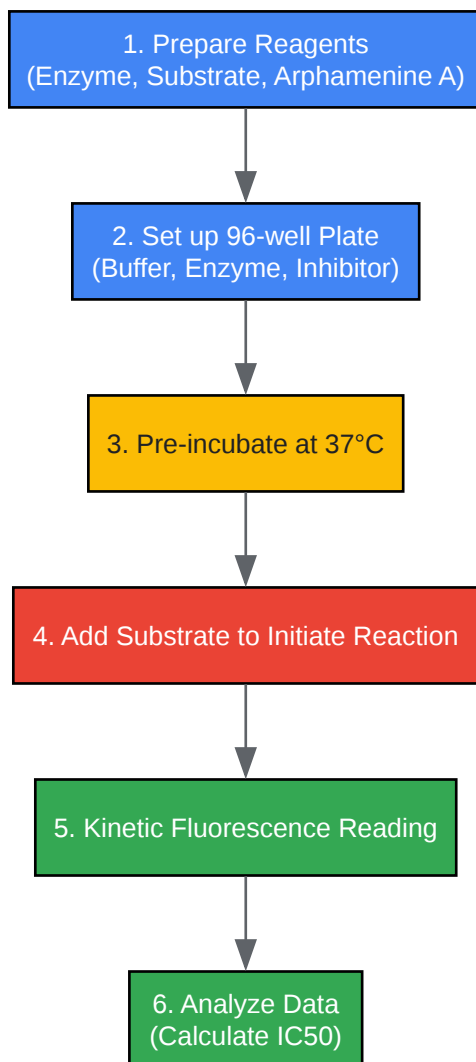 1. Prepare Reagents
(Enzyme, Substrate, Arphamenine A)
2. Set up 96-well Plate
(Buffer, Enzyme, Inhibitor)
3. Pre-incubate at 37°C
4. Add Substrate to Initiate Reaction
5. Kinetic Fluorescence Reading
6. Analyze Data
(Calculate IC50)